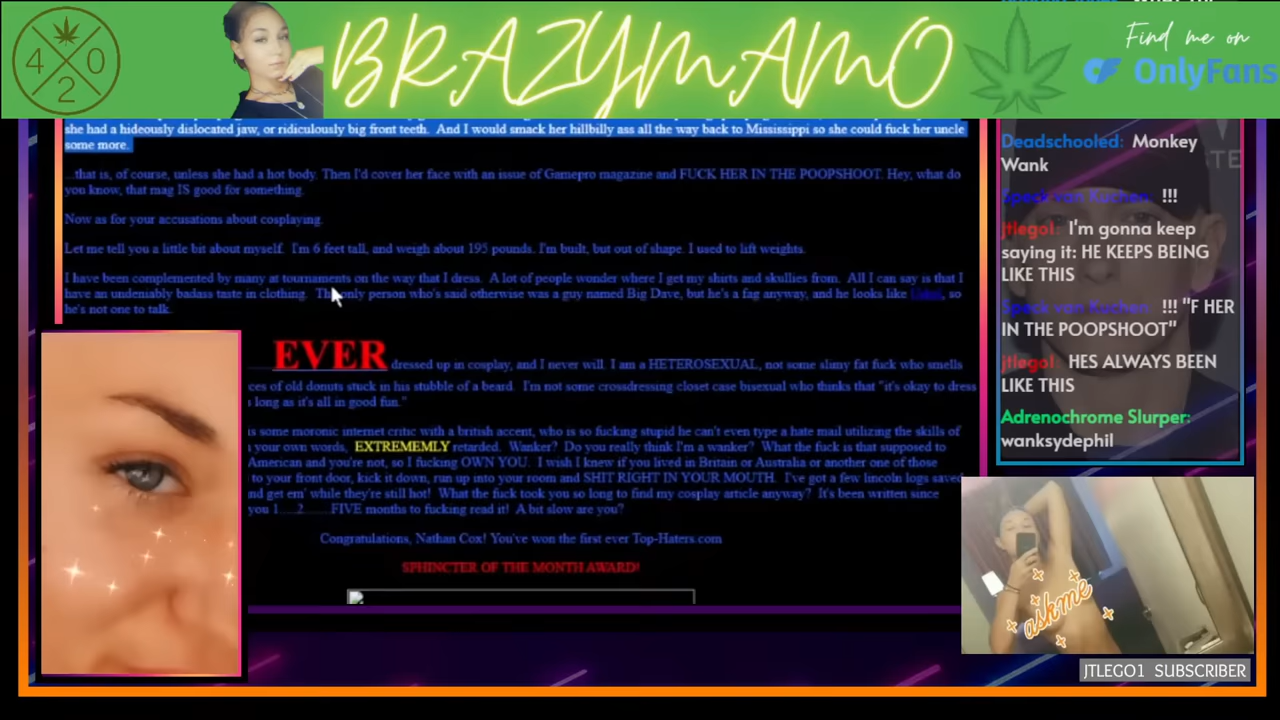 420
BRAZYMAMO
Find me on
OnlyFans
she had a hideously dislocated jaw, or ridiculously big front teeth. And I would smack her hillbilly ass all the way back to Mississippi so she could fuck her uncle
some more.
...that is, of course, unless she had a hot body. Then I'd cover her face with an issue of Gamepro magazine and FUCK HER IN THE POOPSHOOT. Hey, what do
you know, that mag IS good for something.
Now as for your accusations about cosplaying.
Let me tell you a little bit about myself. I'm 6 feet tall, and weigh about 195 pounds. I'm built, but out of shape. I used to lift weights.
I have been complemented by many at tournaments on the way that I dress. A lot of people wonder where I get my shirts and skullies from. All I can say is that I
have an undeniably badass taste in clothing. The only person who's said otherwise was a guy named Big Dave, but he's a fag anyway, and he looks like , so
he's not one to talk.
EVER dressed up in cosplay, and I never will. I am a HETEROSEXUAL, not some slimy fat fuck who smells
ces of old donuts stuck in his stubble of a beard. I'm not some crossdressing closet case bisexual who thinks that "it's okay to dress
s long as it's all in good fun."
is some moronic internet critic with a british accent, who is so fucking stupid he can't even type a hate mail utilizing the skills of
your own words, EXTREMEMLY retarded. Wanker? Do you really think I'm a wanker? What the fuck is that supposed to
American and you're not, so I fucking OWN YOU. I wish I knew if you lived in Britain or Australia or another one of those
to your front door, kick it down, run up into your room and SHIT RIGHT IN YOUR MOUTH. I've got a few lincoln logs saved
nd get em' while they're still hot! What the fuck took you so long to find my cosplay article anyway? It's been written since
you 1.....2........FIVE months to fucking read it! A bit slow are you?
Congratulations, Nathan Cox! You've won the first ever Top-Haters.com
SPHINCTER OF THE MONTH AWARD!
Deadschooled: Monkey
Wank
Speck van Kuchen: !!!
jtlego1: I'm gonna keep
saying it: HE KEEPS BEING
LIKE THIS
Speck van Kuchen: !!! "F HER
IN THE POOPSHOOT"
jtlego1: HES ALWAYS BEEN
LIKE THIS
Adrenochrome Slurper:
wanksydephil
askme
JTLEGO1 SUBSCRIBER